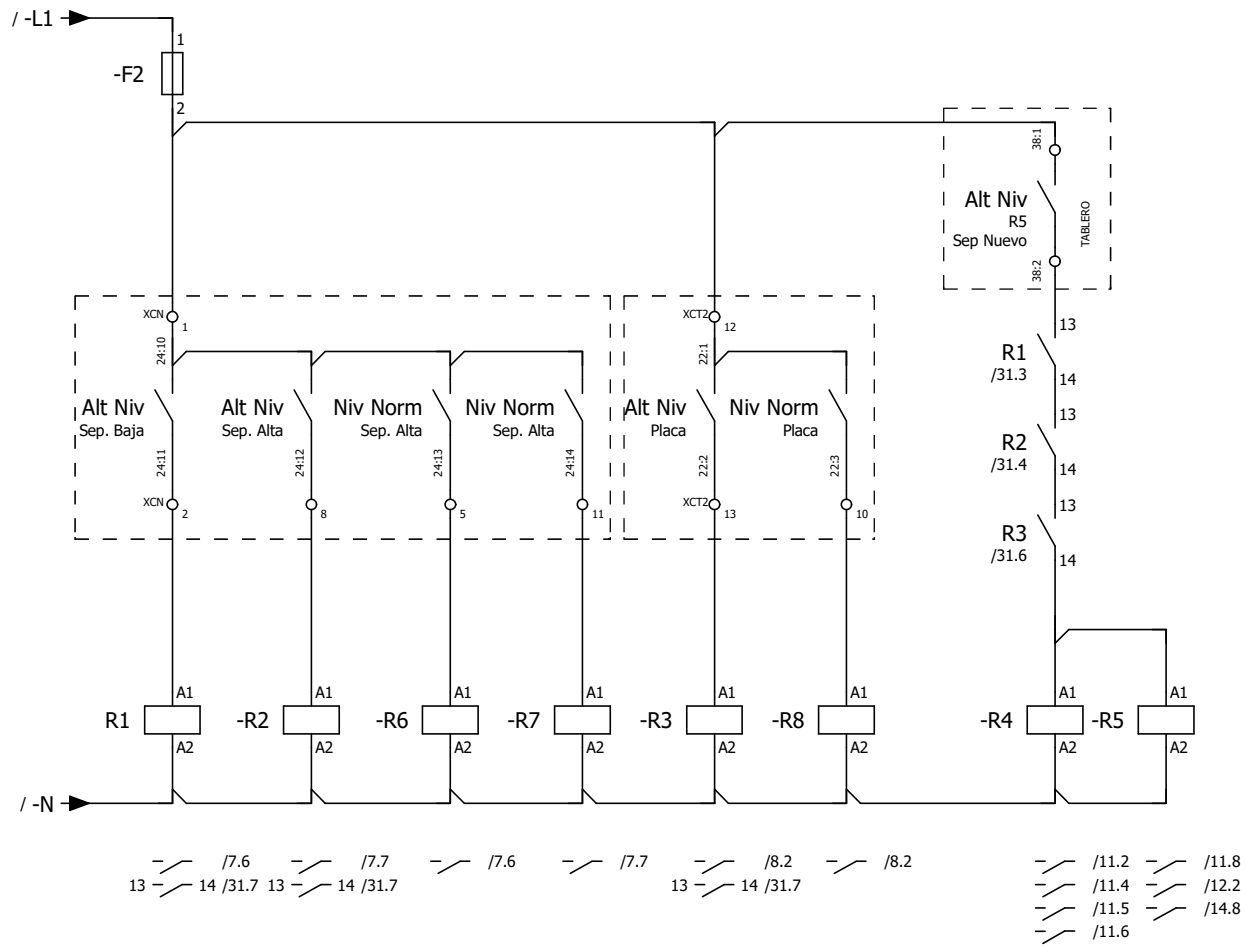 / -L1
1
-F2
2
38:1
Alt Niv
R5
Sep Nuevo
TABLERO
38:2
XCN
1
24:10
XCT2
12
22:1
13
R1
/31.3
14
Alt Niv
Sep. Baja
Alt Niv
Sep. Alta
Niv Norm
Sep. Alta
Niv Norm
Sep. Alta
Alt Niv
Placa
Niv Norm
Placa
13
R2
/31.4
14
24:11
24:12
24:13
24:14
22:2
22:3
XCN
2
8
5
11
XCT2
13
10
13
R3
/31.6
14
A1 A1 A1 A1 A1 A1 A1 A1
R1 -R2 -R6 -R7 -R3 -R8 -R4 -R5
A2 A2 A2 A2 A2 A2 A2 A2
/ -N
/7.6 /7.7 /7.6 /7.7 /8.2 /8.2 /11.2 /11.8
13 14 /31.7 13 14 /31.7 13 14 /31.7 /11.4 /12.2
/11.5 /14.8
/11.6